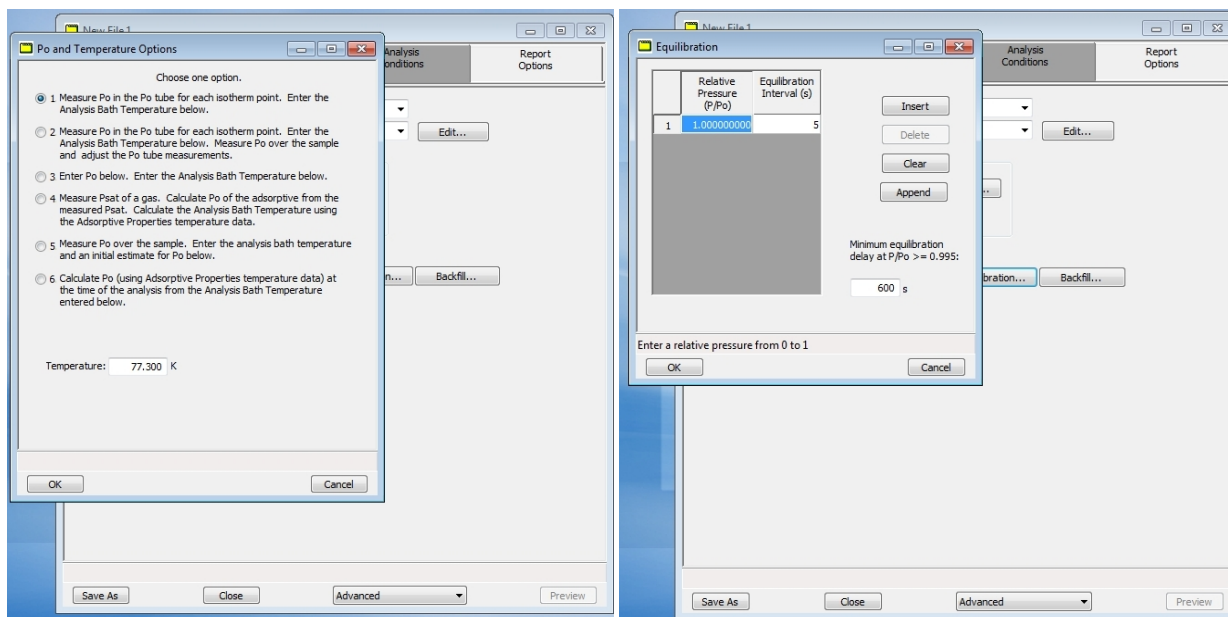 New File 1
Po and Temperature Options
Analysis
onditions
Report
Options
Choose one option.
1 Measure Po in the Po tube for each isotherm point. Enter the
Analysis Bath Temperature below.
2 Measure Po in the Po tube for each isotherm point. Enter the
Analysis Bath Temperature below. Measure Po over the sample
and adjust the Po tube measurements.
3 Enter Po below. Enter the Analysis Bath Temperature below.
4 Measure Psat of a gas. Calculate Po of the adsorptive from the
measured Psat. Calculate the Analysis Bath Temperature using
the Adsorptive Properties temperature data.
5 Measure Po over the sample. Enter the analysis bath temperature
and an initial estimate for Po below.
6 Calculate Po (using Adsorptive Properties temperature data) at
the time of the analysis from the Analysis Bath Temperature
entered below.
Temperature: 77.300 K
OK
Cancel
Edit...
n...
Backfill...
Save As
Close
Advanced
Preview
New File 1
Equilibration
Analysis
Conditions
Report
Options
Relative
Pressure
(P/Po)
Equilibration
Interval (s)
1 1.000000000 5
Insert
Delete
Clear
Append
Minimum equilibration
delay at P/Po >= 0.995:
600 s
Enter a relative pressure from 0 to 1
OK
Cancel
Edit...
..
bration...
Backfill...
Save As
Close
Advanced
Preview